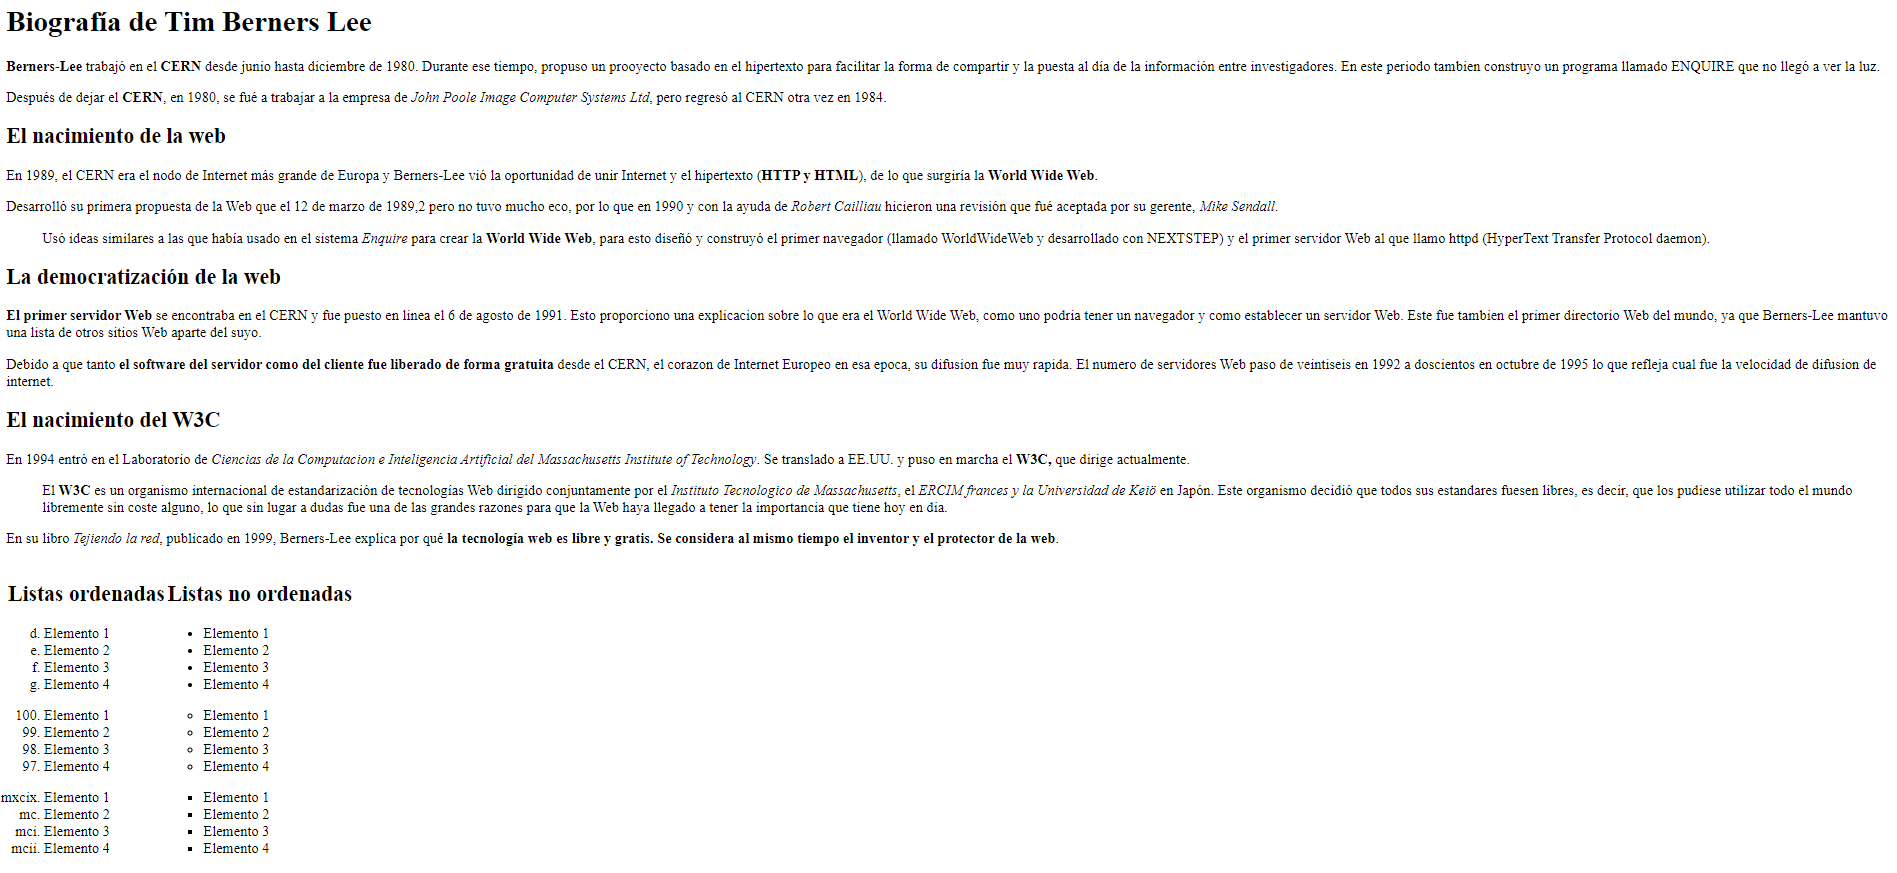 Biografía de Tim Berners Lee
Berners-Lee trabajó en el CERN desde junio hasta diciembre de 1980. Durante ese tiempo, propuso un prooyecto basado en el hipertexto para facilitar la forma de compartir y la puesta al día de la información entre investigadores. En este periodo tambien construyo un programa llamado ENQUIRE que no llegó a ver la luz.
Después de dejar el CERN, en 1980, se fué a trabajar a la empresa de John Poole Image Computer Systems Ltd, pero regresó al CERN otra vez en 1984.
El nacimiento de la web
En 1989, el CERN era el nodo de Internet más grande de Europa y Berners-Lee vió la oportunidad de unir Internet y el hipertexto (HTTP y HTML), de lo que surgiría la World Wide Web.
Desarrolló su primera propuesta de la Web que el 12 de marzo de 1989,2 pero no tuvo mucho eco, por lo que en 1990 y con la ayuda de Robert Cailliau hicieron una revisión que fué aceptada por su gerente, Mike Sendall.
Usó ideas similares a las que había usado en el sistema Enquire para crear la World Wide Web, para esto diseñó y construyó el primer navegador (llamado WorldWideWeb y desarrollado con NEXTSTEP) y el primer servidor Web al que llamo httpd (HyperText Transfer Protocol daemon).
La democratización de la web
El primer servidor Web se encontraba en el CERN y fue puesto en linea el 6 de agosto de 1991. Esto proporciono una explicacion sobre lo que era el World Wide Web, como uno podria tener un navegador y como establecer un servidor Web. Este fue tambien el primer directorio Web del mundo, ya que Berners-Lee mantuvo
una lista de otros sitios Web aparte del suyo.
Debido a que tanto el software del servidor como del cliente fue liberado de forma gratuita desde el CERN, el corazon de Internet Europeo en esa epoca, su difusion fue muy rapida. El numero de servidores Web paso de veintiseis en 1992 a doscientos en octubre de 1995 lo que refleja cual fue la velocidad de difusion de
internet.
El nacimiento del W3C
En 1994 entró en el Laboratorio de Ciencias de la Computacion e Inteligencia Artificial del Massachusetts Institute of Technology. Se translado a EE.UU. y puso en marcha el W3C, que dirige actualmente.
El W3C es un organismo internacional de estandarización de tecnologías Web dirigido conjuntamente por el Instituto Tecnologico de Massachusetts, el ERCIM frances y la Universidad de Keiō en Japón. Este organismo decidió que todos sus estandares fuesen libres, es decir, que los pudiese utilizar todo el mundo
libremente sin coste alguno, lo que sin lugar a dudas fue una de las grandes razones para que la Web haya llegado a tener la importancia que tiene hoy en dia.
En su libro Tejiendo la red, publicado en 1999, Berners-Lee explica por qué la tecnología web es libre y gratis. Se considera al mismo tiempo el inventor y el protector de la web.
Listas ordenadas Listas no ordenadas
d. Elemento 1 • Elemento 1
e. Elemento 2 • Elemento 2
f. Elemento 3 • Elemento 3
g. Elemento 4 • Elemento 4
100. Elemento 1 ◦ Elemento 1
99. Elemento 2 ◦ Elemento 2
98. Elemento 3 ◦ Elemento 3
97. Elemento 4 ◦ Elemento 4
mxcix. Elemento 1 ▪ Elemento 1
mc. Elemento 2 ▪ Elemento 2
mci. Elemento 3 ▪ Elemento 3
mcii. Elemento 4 ▪ Elemento 4